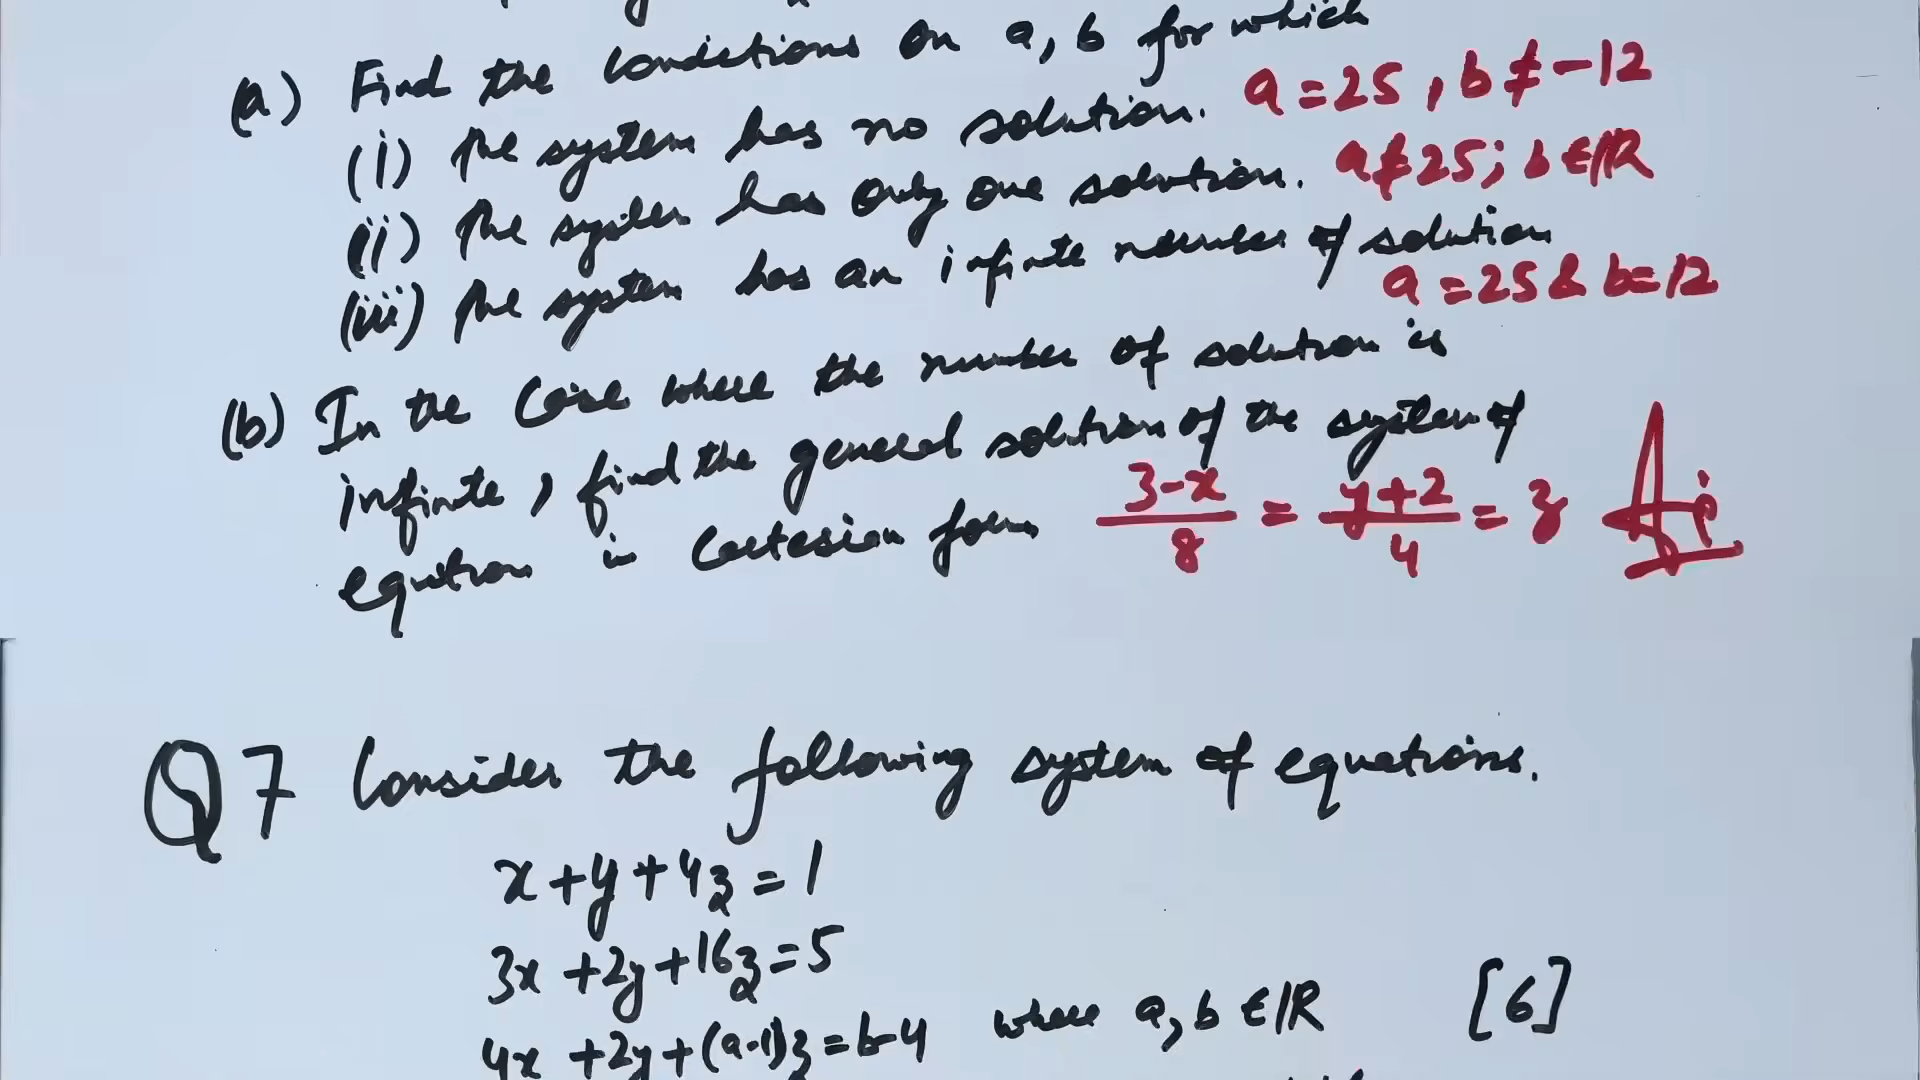 (a) Find the conditions on a, b for which
(i) The system has no solution. a = 25, b ≠ -12
(ii) The system has only one solution. a ≠ 25; b ∈ R
(iii) The system has an infinite number of solution
a = 25 & b = 12
(b) In the case where the number of solution is
infinite, find the general solution of the system of
equation in cartesian form (3-x)/8 = (y+2)/4 = z
Q7 Consider the following system of equations.
x + y + 4z = 1
3x + 2y + 16z = 5
4x + 2y + (a-1)z = b-4 where a, b ∈ R [6]